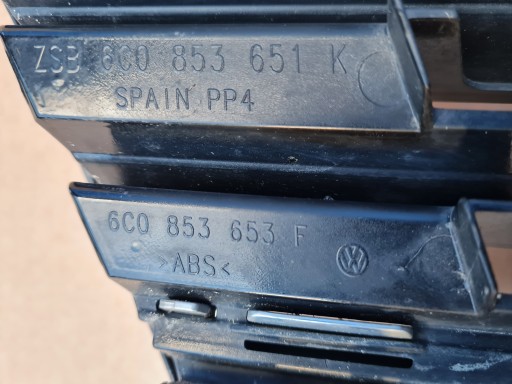 ZSB 6C0 853 651 K
SPAIN PP4
6C0 853 653 F
>ABS<